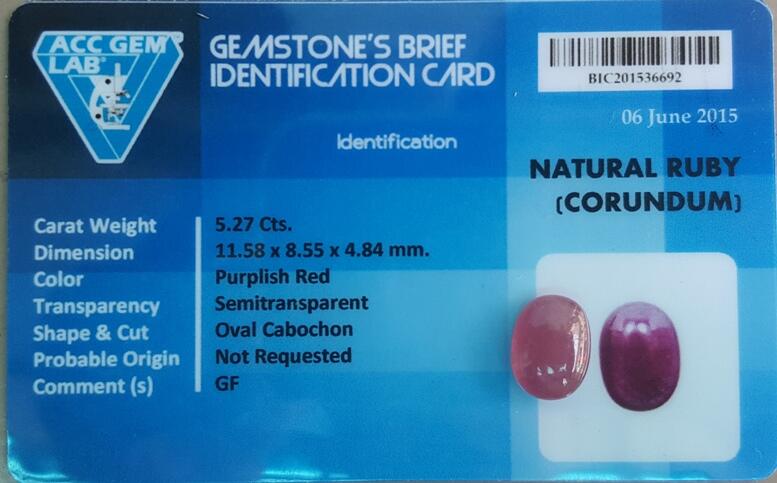 ACC GEM
LAB®
GEMSTONE'S BRIEF
IDENTIFICATION CARD
BIC201536692
06 June 2015
Identification
NATURAL RUBY
(CORUNDUM)
Carat Weight 5.27 Cts.
Dimension 11.58 x 8.55 x 4.84 mm.
Color Purplish Red
Transparency Semitransparent
Shape & Cut Oval Cabochon
Probable Origin Not Requested
Comment (s) GF